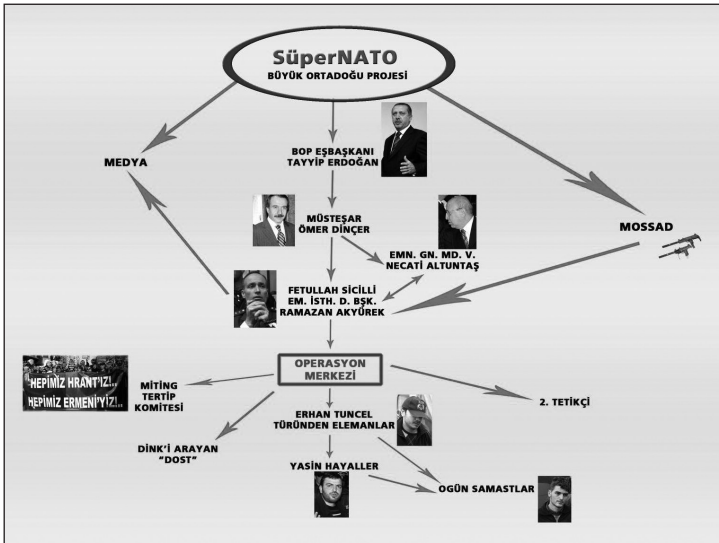 SüperNATO
BÜYÜK ORTADOĞU PROJESİ
BOP EŞBAŞKANI
TAYYİP ERDOĞAN
MEDYA
MÜSTEŞAR
ÖMER DİNÇER
MOSSAD
EMN. GN. MD. V.
NECATİ ALTUNTAŞ
FETULLAH SİCİLLİ
EM. İSTH. D. BŞK.
RAMAZAN AKYÜREK
OPERASYON
MERKEZİ
HEPİMİZ HRANT'IZ!..
HEPİMİZ ERMENİ'YİZ!..
MİTİNG
TERTİP
KOMİTESİ
2. TETİKÇİ
ERHAN TUNCEL
TÜRÜNDEN ELEMANLAR
DİNK'İ ARAYAN
"DOST"
YASİN HAYALLER
OGÜN SAMASTLAR